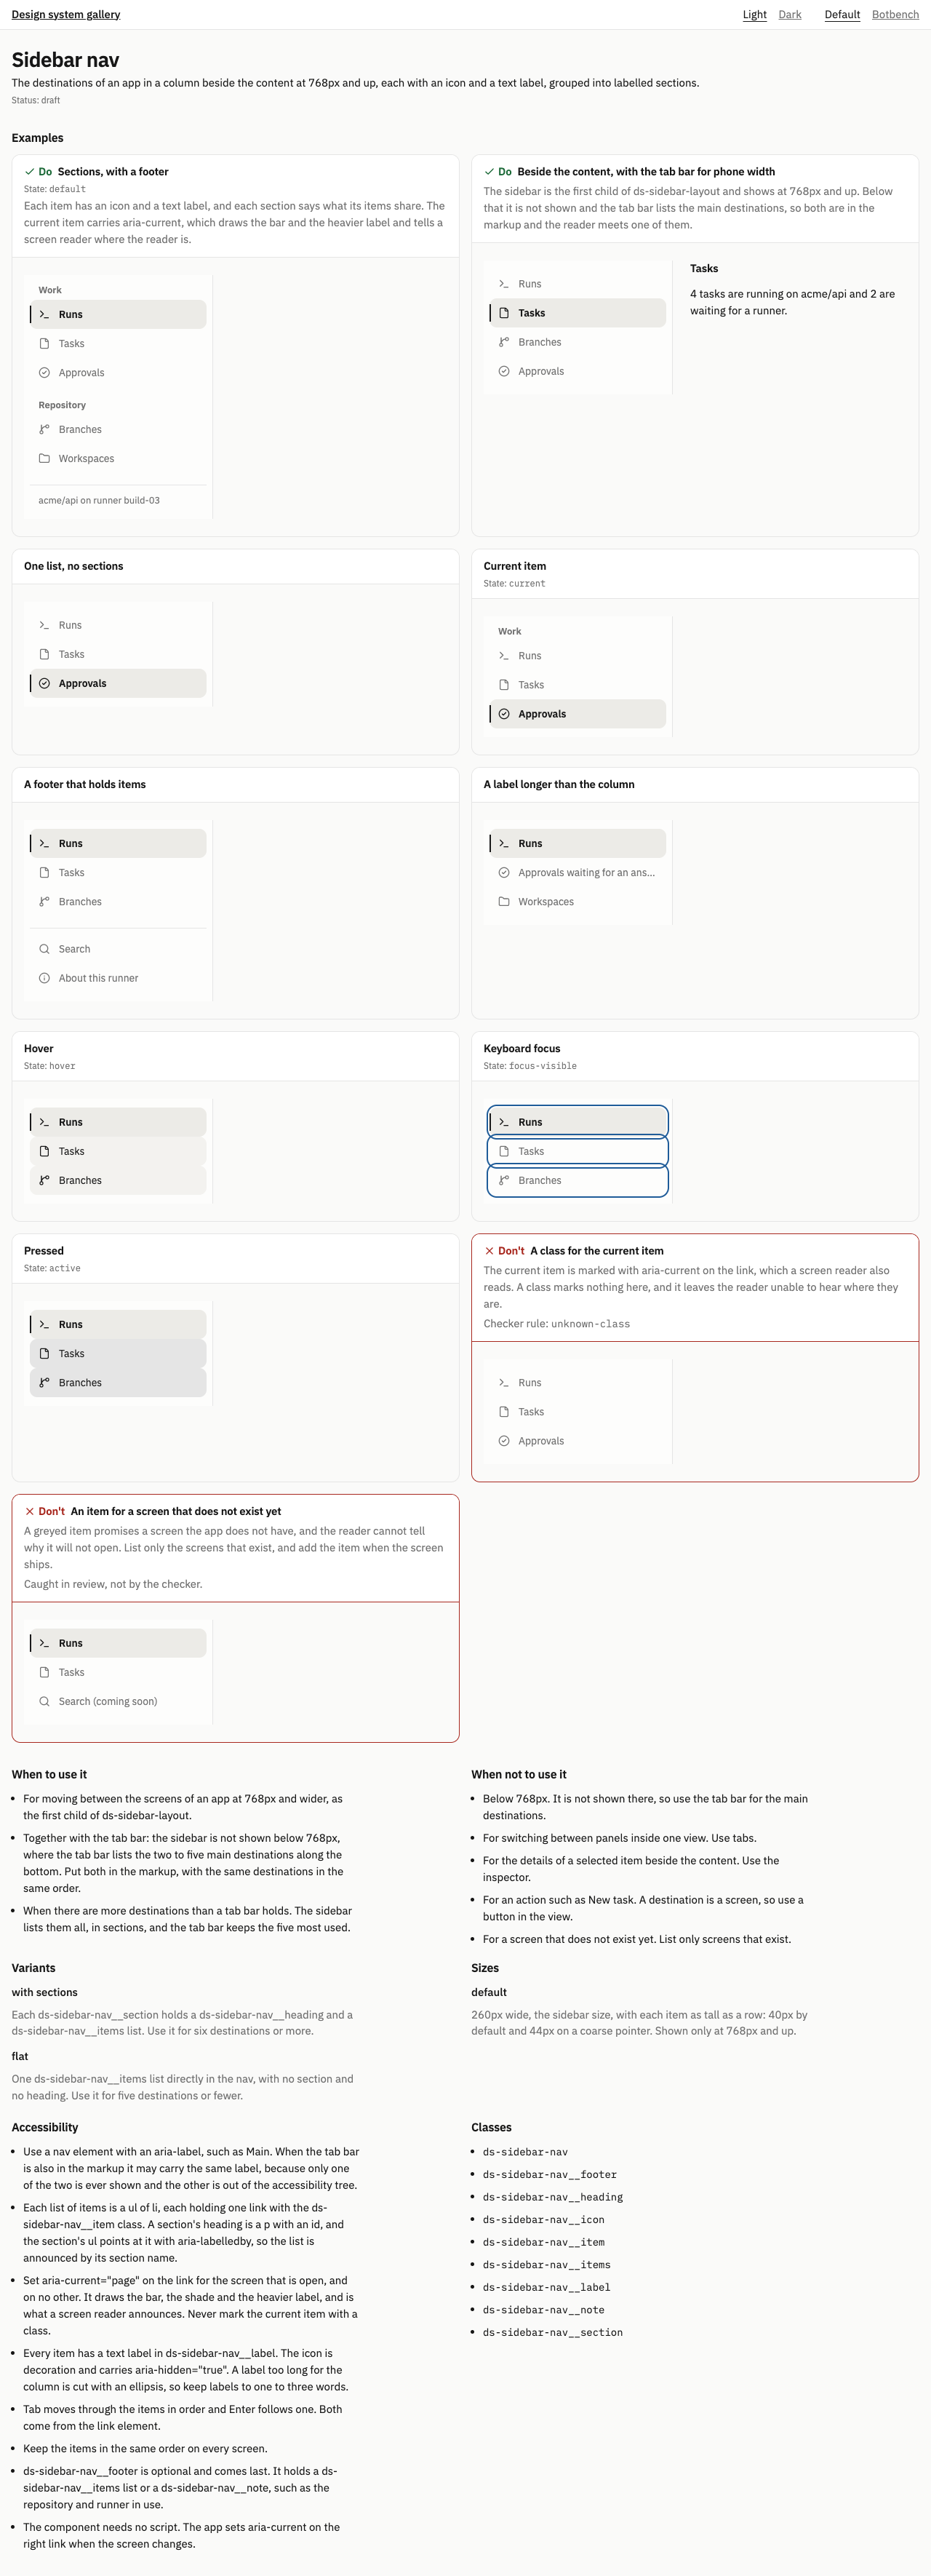 Design system gallery
Light Dark Default Botbench
Sidebar nav
The destinations of an app in a column beside the content at 768px and up, each with an icon and a text label, grouped into labelled sections.
Status: draft
Examples
Do Sections, with a footer
State: default
Each item has an icon and a text label, and each section says what its items share. The
current item carries aria-current, which draws the bar and the heavier label and tells a
screen reader where the reader is.
Work
Runs
Tasks
Approvals
Repository
Branches
Workspaces
acme/api on runner build-03
Do Beside the content, with the tab bar for phone width
The sidebar is the first child of ds-sidebar-layout and shows at 768px and up. Below
that it is not shown and the tab bar lists the main destinations, so both are in the
markup and the reader meets one of them.
Runs
Tasks
Branches
Approvals
Tasks
4 tasks are running on acme/api and 2 are
waiting for a runner.
One list, no sections
Runs
Tasks
Approvals
Current item
State: current
Work
Runs
Tasks
Approvals
A footer that holds items
Runs
Tasks
Branches
Search
About this runner
A label longer than the column
Runs
Approvals waiting for an ans...
Workspaces
Hover
State: hover
Runs
Tasks
Branches
Keyboard focus
State: focus-visible
Runs
Tasks
Branches
Pressed
State: active
Runs
Tasks
Branches
Don't A class for the current item
The current item is marked with aria-current on the link, which a screen reader also
reads. A class marks nothing here, and it leaves the reader unable to hear where they
are.
Checker rule: unknown-class
Runs
Tasks
Approvals
Don't An item for a screen that does not exist yet
A greyed item promises a screen the app does not have, and the reader cannot tell
why it will not open. List only the screens that exist, and add the item when the screen
ships.
Caught in review, not by the checker.
Runs
Tasks
Search (coming soon)
When to use it
• For moving between the screens of an app at 768px and wider, as
the first child of ds-sidebar-layout.
• Together with the tab bar: the sidebar is not shown below 768px,
where the tab bar lists the two to five main destinations along the
bottom. Put both in the markup, with the same destinations in the
same order.
• When there are more destinations than a tab bar holds. The sidebar
lists them all, in sections, and the tab bar keeps the five most used.
When not to use it
• Below 768px. It is not shown there, so use the tab bar for the main
destinations.
• For switching between panels inside one view. Use tabs.
• For the details of a selected item beside the content. Use the
inspector.
• For an action such as New task. A destination is a screen, so use a
button in the view.
• For a screen that does not exist yet. List only screens that exist.
Variants
with sections
Each ds-sidebar-nav__section holds a ds-sidebar-nav__heading and a
ds-sidebar-nav__items list. Use it for six destinations or more.
flat
One ds-sidebar-nav__items list directly in the nav, with no section and
no heading. Use it for five destinations or fewer.
Sizes
default
260px wide, the sidebar size, with each item as tall as a row: 40px by
default and 44px on a coarse pointer. Shown only at 768px and up.
Accessibility
• Use a nav element with an aria-label, such as Main. When the tab bar
is also in the markup it may carry the same label, because only one
of the two is ever shown and the other is out of the accessibility tree.
• Each list of items is a ul of li, each holding one link with the ds-
sidebar-nav__item class. A section's heading is a p with an id, and
the section's ul points at it with aria-labelledby, so the list is
announced by its section name.
• Set aria-current="page" on the link for the screen that is open, and
on no other. It draws the bar, the shade and the heavier label, and is
what a screen reader announces. Never mark the current item with a
class.
• Every item has a text label in ds-sidebar-nav__label. The icon is
decoration and carries aria-hidden="true". A label too long for the
column is cut with an ellipsis, so keep labels to one to three words.
• Tab moves through the items in order and Enter follows one. Both
come from the link element.
• Keep the items in the same order on every screen.
• ds-sidebar-nav__footer is optional and comes last. It holds a ds-
sidebar-nav__items list or a ds-sidebar-nav__note, such as the
repository and runner in use.
• The component needs no script. The app sets aria-current on the
right link when the screen changes.
Classes
• ds-sidebar-nav
• ds-sidebar-nav__footer
• ds-sidebar-nav__heading
• ds-sidebar-nav__icon
• ds-sidebar-nav__item
• ds-sidebar-nav__items
• ds-sidebar-nav__label
• ds-sidebar-nav__note
• ds-sidebar-nav__section